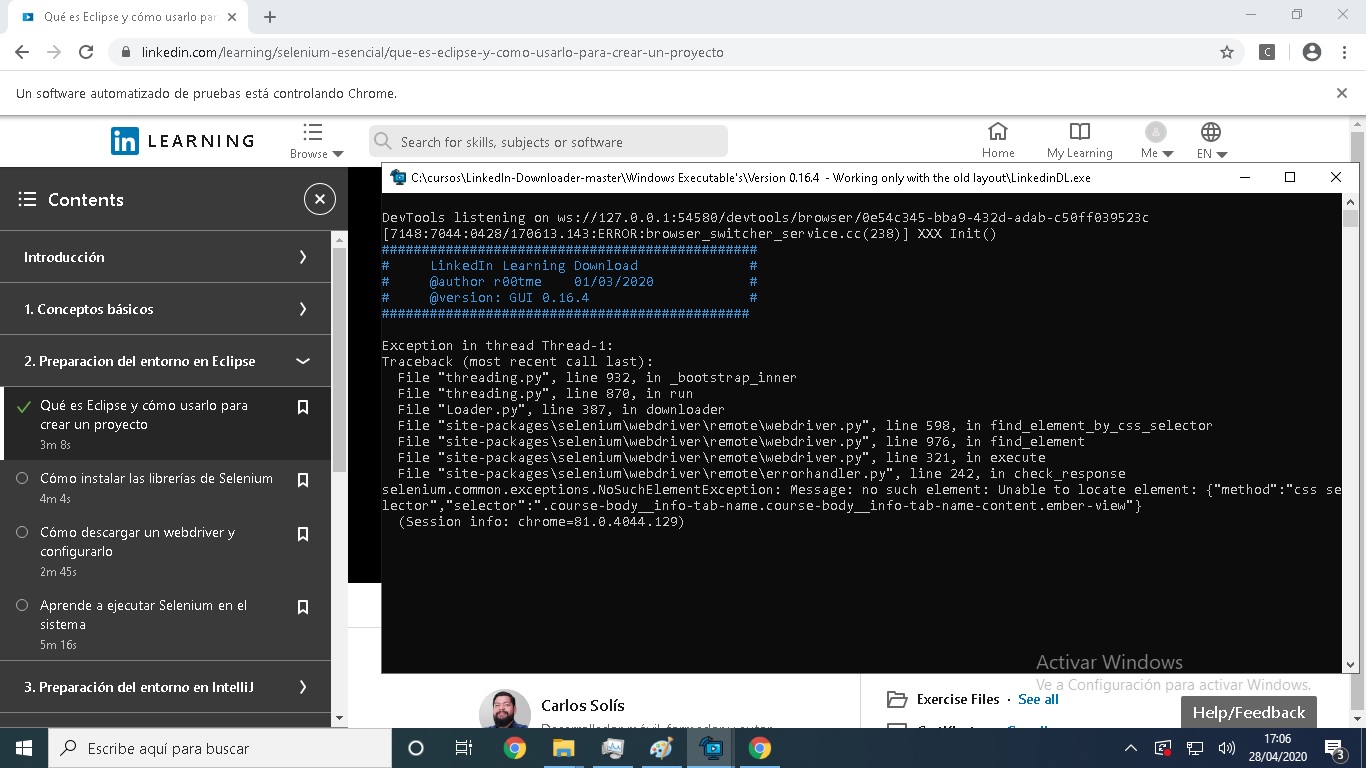 Qué es Eclipse y cómo usarlo par
linkedin.com/learning/selenium-esencial/que-es-eclipse-y-como-usarlo-para-crear-un-proyecto
C
Un software automatizado de pruebas está controlando Chrome.
in LEARNING
Browse
Search for skills, subjects or software
Home
My Learning
Me
EN
Contents
Introducción
1. Conceptos básicos
2. Preparacion del entorno en Eclipse
Qué es Eclipse y cómo usarlo para
crear un proyecto
3m 8s
Cómo instalar las librerías de Selenium
4m 4s
Cómo descargar un webdriver y
configurarlo
2m 45s
Aprende a ejecutar Selenium en el
sistema
5m 16s
3. Preparación del entorno en IntelliJ
C:\cursos\LinkedIn-Downloader-master\Windows Executable's\Version 0.16.4 - Working only with the old layout\LinkedinDL.exe
DevTools listening on ws://127.0.0.1:54580/devtools/browser/0e54c345-bba9-432d-adab-c50ff039523c
[7148:7044:0428/170613.143:ERROR:browser_switcher_service.cc(238)] XXX Init()
###############################################
# LinkedIn Learning Download #
# @author r00tme 01/03/2020 #
# @version: GUI 0.16.4 #
##############################################
Exception in thread Thread-1:
Traceback (most recent call last):
File "threading.py", line 932, in _bootstrap_inner
File "threading.py", line 870, in run
File "Loader.py", line 387, in downloader
File "site-packages\selenium\webdriver\remote\webdriver.py", line 598, in find_element_by_css_selector
File "site-packages\selenium\webdriver\remote\webdriver.py", line 976, in find_element
File "site-packages\selenium\webdriver\remote\webdriver.py", line 321, in execute
File "site-packages\selenium\webdriver\remote\errorhandler.py", line 242, in check_response
selenium.common.exceptions.NoSuchElementException: Message: no such element: Unable to locate element: {"method":"css se
lector","selector":".course-body__info-tab-name.course-body__info-tab-name-content.ember-view"}
(Session info: chrome=81.0.4044.129)
Activar Windows
Ve a Configuración para activar Windows.
Carlos Solís
Exercise Files · See all
Help/Feedback
Escribe aquí para buscar
17:06
28/04/2020
3